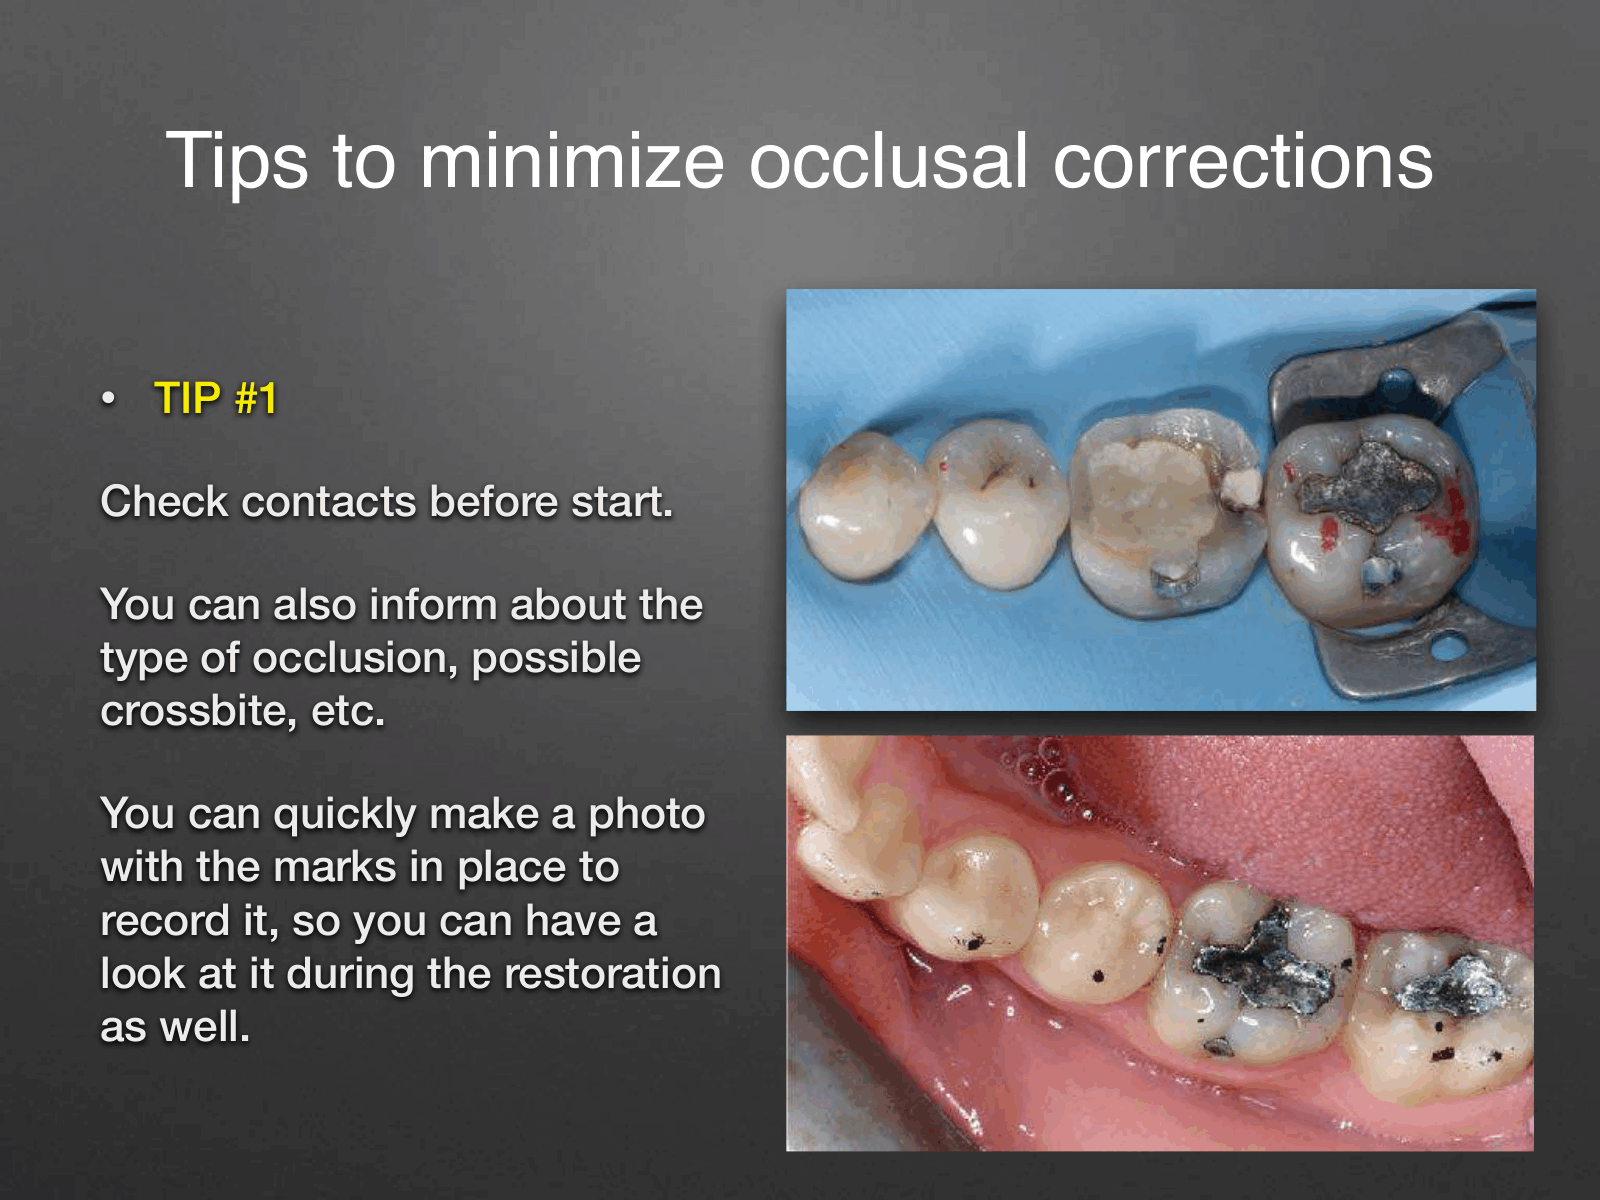 Tips to minimize occlusal corrections
• TIP #1
Check contacts before start.
You can also inform about the
type of occlusion, possible
crossbite, etc.
You can quickly make a photo
with the marks in place to
record it, so you can have a
look at it during the restoration
as well.